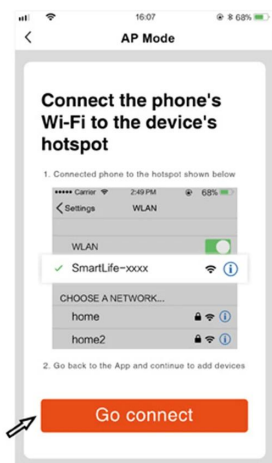 16:07
68%
AP Mode
Connect the phone's
Wi-Fi to the device's
hotspot
1. Connected phone to the hotspot shown below
Carrier 2:49 PM 68%
Settings WLAN
WLAN
SmartLife-xxxx
CHOOSE A NETWORK...
home
home2
2. Go back to the App and continue to add devices
Go connect